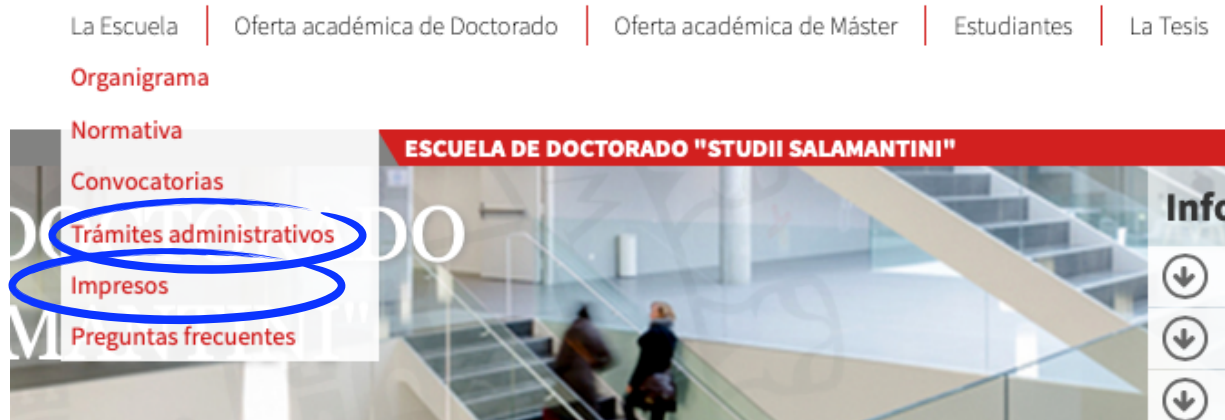 La Escuela
Oferta académica de Doctorado
Oferta académica de Máster
Estudiantes
La Tesis
Organigrama
Normativa
Convocatorias
Trámites administrativos
Impresos
Preguntas frecuentes
ESCUELA DE DOCTORADO "STUDII SALAMANTINI"